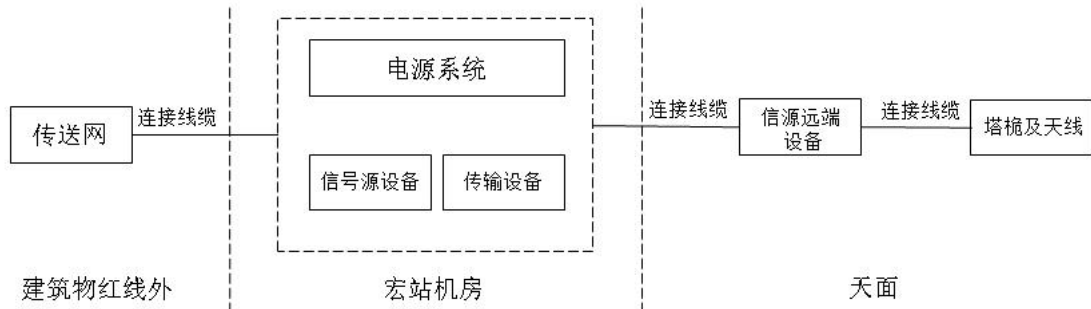 电源系统
传送网
连接线缆
信号源设备
传输设备
连接线缆
信源远端
设备
连接线缆
塔桅及天线
建筑物红线外
宏站机房
天面